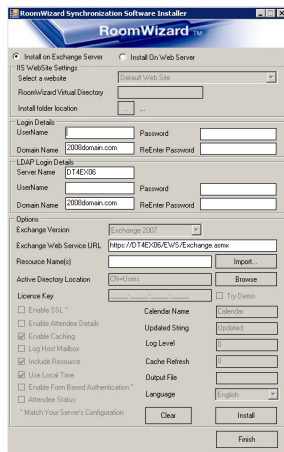 RoomWizard Synchronization Software Installer
RoomWizard TM
Install on Exchange Server Install On Web Server
IIS WebSite Settings
Select a website Default Web Site
RoomWizard Virtual Directory
Install folder location ... ...
Login Details
UserName Password
Domain Name 2008domain.com ReEnter Password
LDAP Login Details
Server Name DT4EX06
UserName Password
Domain Name 2008domain.com ReEnter Password
Options
Exchange Version Exchange 2007
Exchange Web Service URL https://DT4EX06/EWS/Exchange.asmx
Resource Name(s) Import...
Active Directory Location CN=Users Browse
License Key Try Demo
Enable SSL * Calendar Name Calendar
Enable Attendee Details Updated String Updated
Enable Caching Log Level 0
Log Host Mailbox
Include Resource Cache Refresh 0
Use Local Time Output File
Enable Form Based Authentication *
Attendee Status Language English
* Match Your Server's Configuration Clear Install
Finish